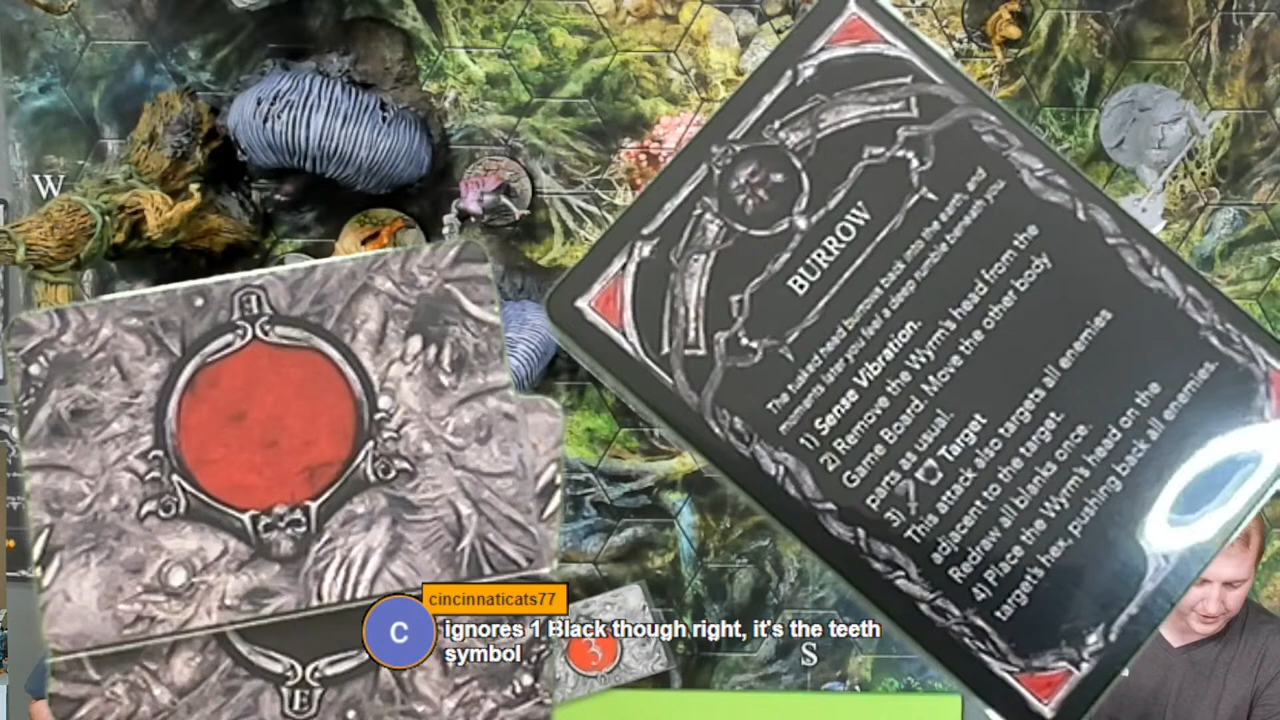 W
BURROW
The tusked head burrows back into the earth, and
moments later you feel a deep rumble beneath you.
1) Sense Vibration.
2) Remove the Wyrm's head from the
Game Board. Move the other body
parts as usual.
3) Target
This attack also targets all enemies
adjacent to the target.
Redraw all blanks once.
4) Place the Wyrm's head on the
target's hex, pushing back all enemies.
cincinnaticats77
C
ignores 1 Black though right, it's the teeth
symbol
3
S
E